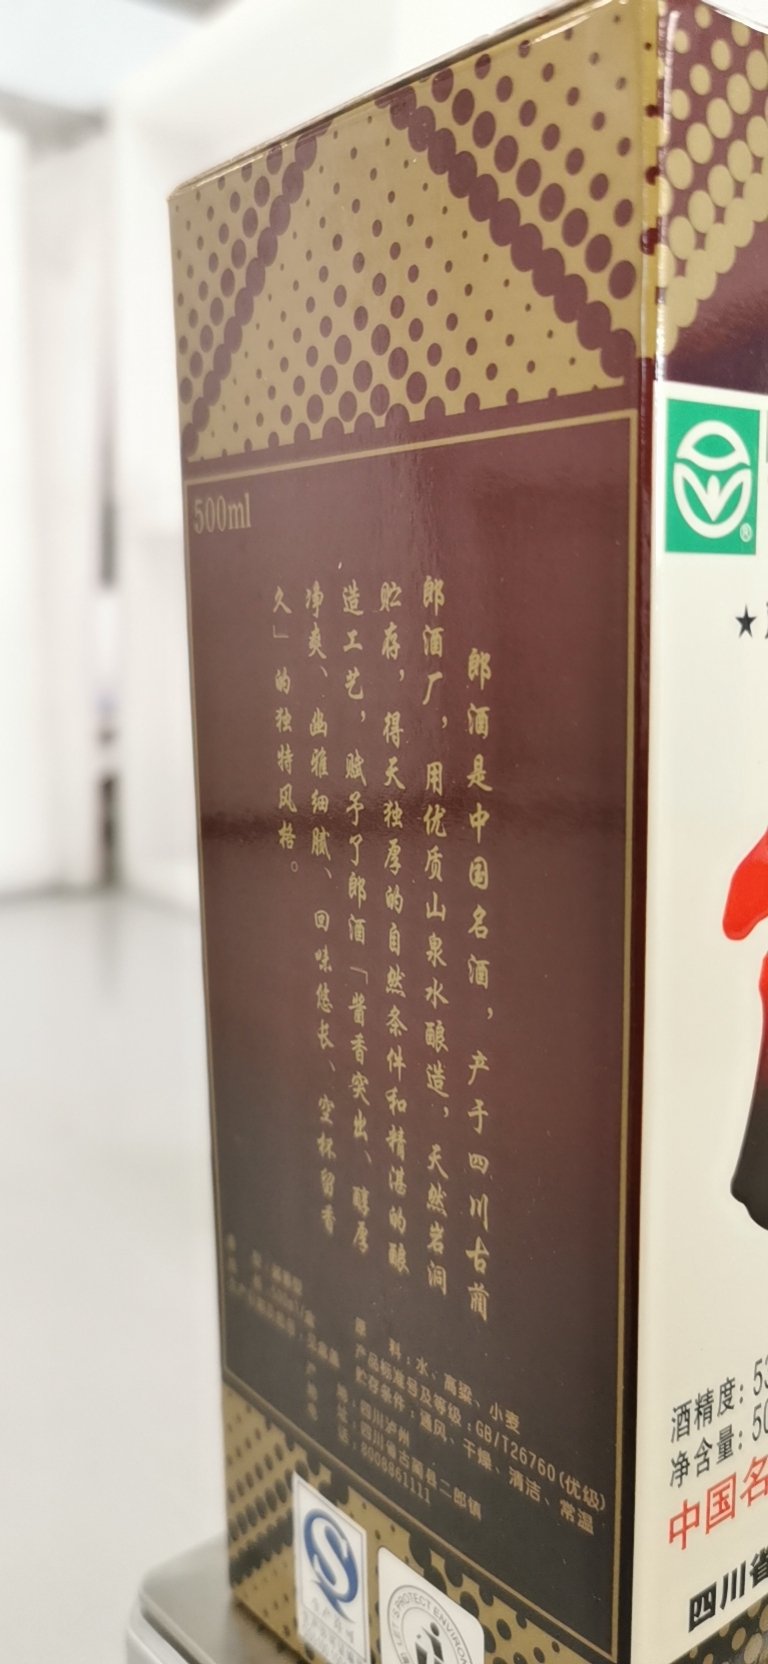 500ml
郎酒是中国名酒，产于四川古蔺
郎酒厂，用优质山泉水酿造，天然岩洞
贮存，得天独厚的自然条件和精湛的酿
造工艺，赋予了郎酒「酱香突出、醇厚
净爽、幽雅细腻、回味悠长、空杯留香
久」的独特风格。
原料：水、高粱、小麦
产品标准号及等级：GB/T26760(优级)
贮存条件：通风、干燥、清洁、常温
四川泸州
四川省古蔺县二郎镇
8008861111
酒精度：53
净含量：50
中国名
四川省
PROTECT ENVIRON